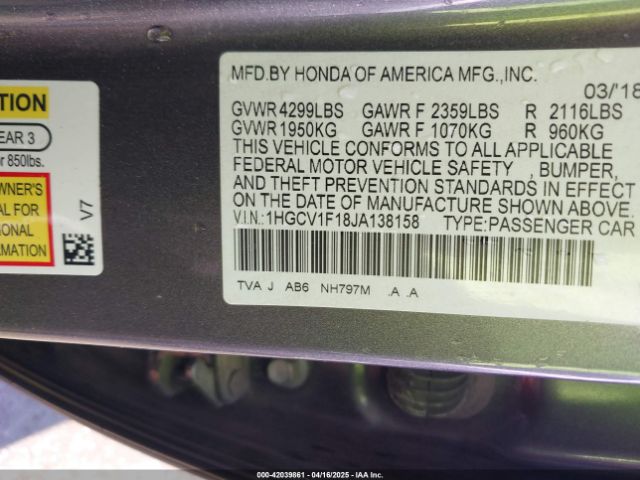 TION
EAR 3
850lbs.
WNER'S
AL FOR
ONAL
RMATION
V7
MFD.BY HONDA OF AMERICA MFG.,INC.
03/18
GVWR 4299LBS GAWR F 2359LBS R 2116LBS
GVWR 1950KG GAWR F 1070KG R 960KG
THIS VEHICLE CONFORMS TO ALL APPLICABLE
FEDERAL MOTOR VEHICLE SAFETY , BUMPER,
AND THEFT PREVENTION STANDARDS IN EFFECT
ON THE DATE OF MANUFACTURE SHOWN ABOVE.
V.I.N.:1HGCV1F18JA138158 TYPE:PASSENGER CAR
TVA J AB6 NH797M .A .A
000-42039861 - 04/16/2025 - IAA Inc.